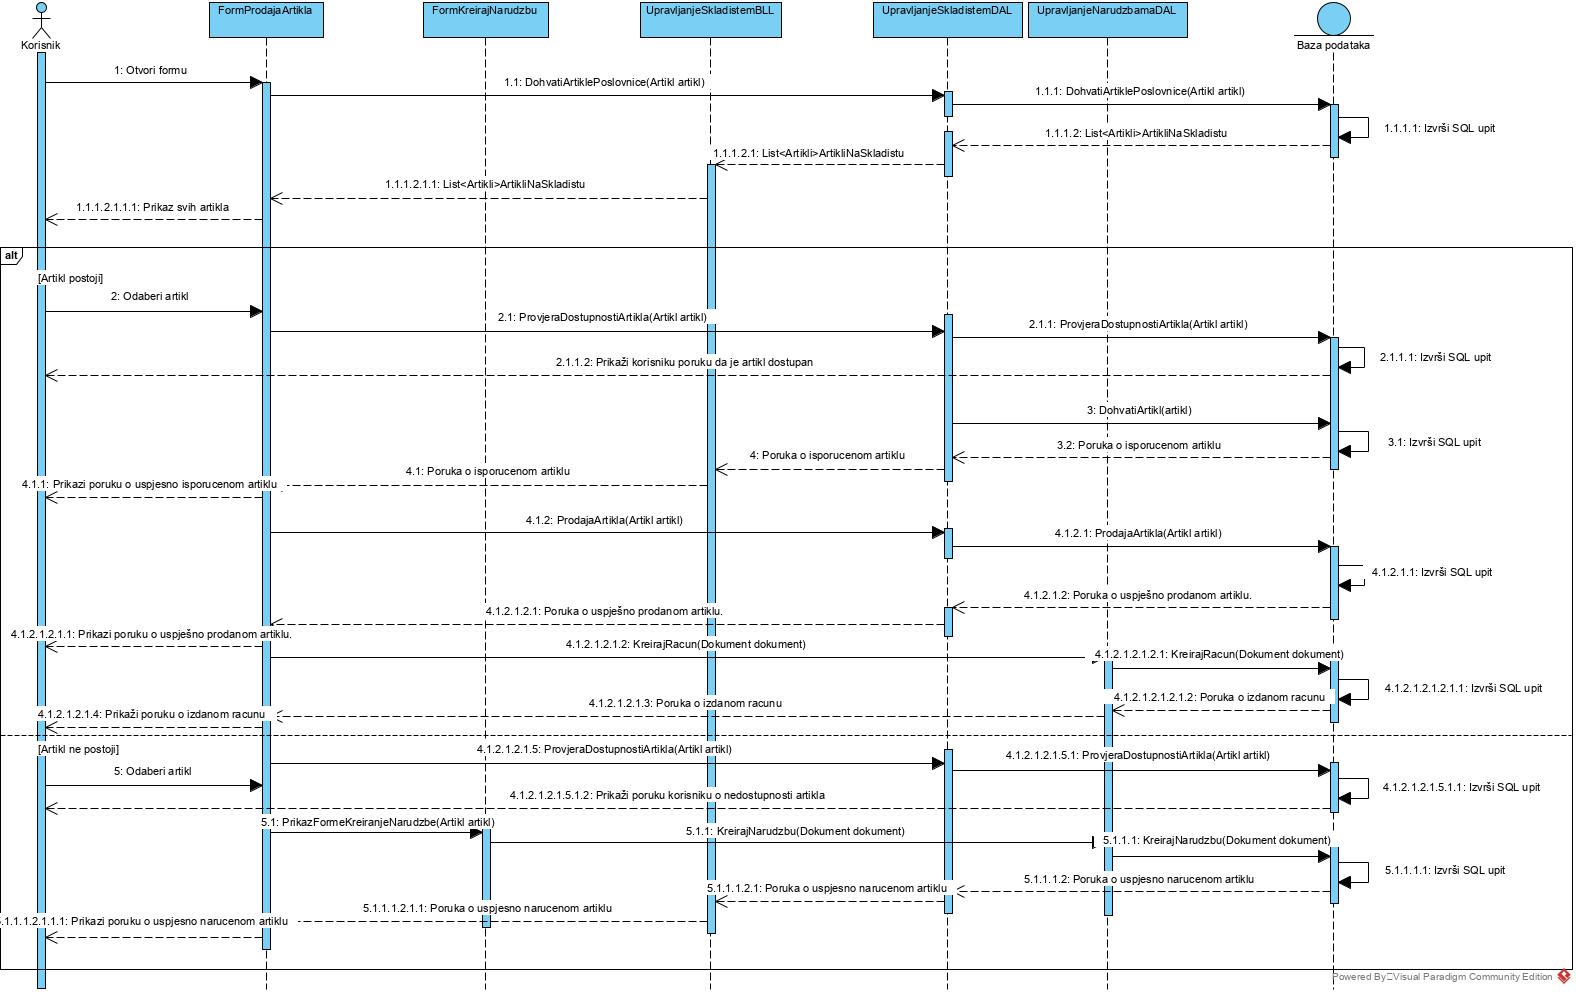 FormProdajaArtikla
FormKreirajNarudzbu
UpravljanjeSkladistemBLL
UpravljanjeSkladistemDAL
UpravljanjeNarudzbamaDAL
Korisnik
Baza podataka
1: Otvori formu
1.1: DohvatiArtiklePoslovnice(Artikl artikl)
1.1.1: DohvatiArtiklePoslovnice(Artikl artikl)
1.1.1.1: Izvrši SQL upit
1.1.1.2: List<Artikli>ArtikliNaSkladistu
1.1.1.2.1: List<Artikli>ArtikliNaSkladistu
1.1.1.2.1.1: List<Artikli>ArtikliNaSkladistu
1.1.1.2.1.1.1: Prikaz svih artikla
alt
[Artikl postoji]
2: Odaberi artikl
2.1: ProvjeraDostupnostiArtikla(Artikl artikl)
2.1.1: ProvjeraDostupnostiArtikla(Artikl artikl)
2.1.1.1: Izvrši SQL upit
2.1.1.2: Prikaži korisniku poruku da je artikl dostupan
3: DohvatiArtikl(artikl)
3.1: Izvrši SQL upit
3.2: Poruka o isporucenom artiklu
4: Poruka o isporucenom artiklu
4.1: Poruka o isporucenom artiklu
4.1.1: Prikazi poruku o uspjesno isporucenom artiklu
4.1.2: ProdajaArtikla(Artikl artikl)
4.1.2.1: ProdajaArtikla(Artikl artikl)
4.1.2.1.1: Izvrši SQL upit
4.1.2.1.2: Poruka o uspješno prodanom artiklu.
4.1.2.1.2.1: Poruka o uspješno prodanom artiklu.
4.1.2.1.2.1.1: Prikazi poruku o uspješno prodanom artiklu.
4.1.2.1.2.1.2: KreirajRacun(Dokument dokument)
4.1.2.1.2.1.2.1: KreirajRacun(Dokument dokument)
4.1.2.1.2.1.2.1.1: Izvrši SQL upit
4.1.2.1.2.1.2.1.2: Poruka o izdanom racunu
4.1.2.1.2.1.3: Poruka o izdanom racunu
4.1.2.1.2.1.4: Prikaži poruku o izdanom racunu
[Artikl ne postoji]
4.1.2.1.2.1.5: ProvjeraDostupnostiArtikla(Artikl artikl)
4.1.2.1.2.1.5.1: ProvjeraDostupnostiArtikla(Artikl artikl)
5: Odaberi artikl
4.1.2.1.2.1.5.1.1: Izvrši SQL upit
4.1.2.1.2.1.5.1.2: Prikaži poruku korisniku o nedostupnosti artikla
5.1: PrikazFormeKreiranjeNarudzbe(Artikl artikl)
5.1.1: KreirajNarudzbu(Dokument dokument)
5.1.1.1: KreirajNarudzbu(Dokument dokument)
5.1.1.1.1: Izvrši SQL upit
5.1.1.1.2: Poruka o uspjesno narucenom artiklu
5.1.1.1.2.1: Poruka o uspjesno narucenom artiklu
5.1.1.1.2.1.1: Poruka o uspjesno narucenom artiklu
5.1.1.1.2.1.1.1: Prikazi poruku o uspjesno narucenom artiklu
Powered By Visual Paradigm Community Edition